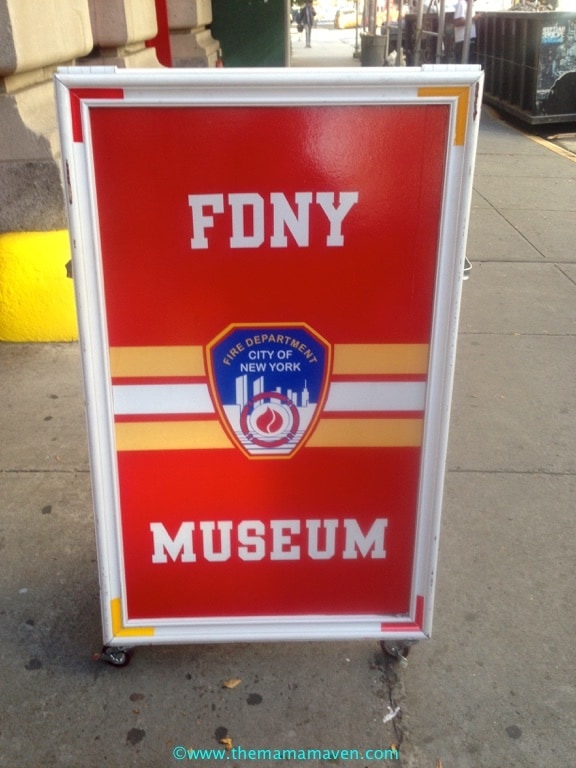 FDNY
FIRE DEPARTMENT
CITY OF
NEW YORK
MUSEUM
©www.themamamaven.com